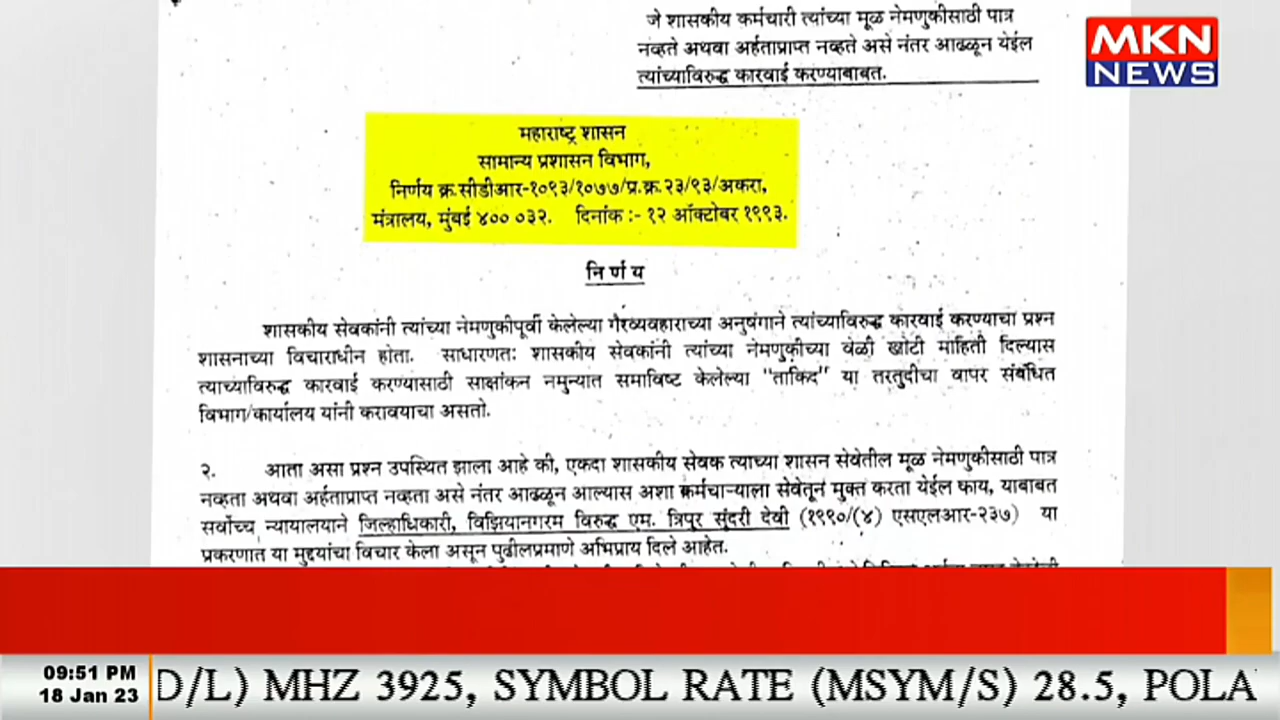 जे शासकीय कर्मचारी त्यांच्या मूळ नेमणुकीसाठी पात्र
नव्हते अथवा अर्हताप्राप्त नव्हते असे नंतर आढळून येईल
त्यांच्याविरुद्ध कारवाई करण्याबाबत.
MKN
NEWS
महाराष्ट्र शासन
सामान्य प्रशासन विभाग,
निर्णय क्र.सीडीआर-१०९३/१०७७/प्र.क्र.२३/९३/अकरा,
मंत्रालय, मुंबई ४०० ०३२. दिनांक :- १२ ऑक्टोबर १९९३.
नि र्ण य
शासकीय सेवकांनी त्यांच्या नेमणुकीपूर्वी केलेल्या गैरव्यवहाराच्या अनुषंगाने त्यांच्याविरुद्ध कारवाई करण्याचा प्रश्न
शासनाच्या विचाराधीन होता. साधारणतः शासकीय सेवकांनी त्यांच्या नेमणुकीच्या वेळी खोटी माहिती दिल्यास
त्याच्याविरुद्ध कारवाई करण्यासाठी साक्षांकन नमुन्यात समाविष्ट केलेल्या "ताकिद" या तरतुदीचा वापर संबंधित
विभाग/कार्यालय यांनी करावयाचा असतो.
२. आता असा प्रश्न उपस्थित झाला आहे की, एकदा शासकीय सेवक त्याच्या शासन सेवेतील मूळ नेमणुकीसाठी पात्र
नव्हता अथवा अर्हताप्राप्त नव्हता असे नंतर आढळून आल्यास अशा कर्मचाऱ्याला सेवेतून मुक्त करता येईल काय, याबाबत
सर्वोच्च न्यायालयाने जिल्हाधिकारी, विझियानगरम विरुद्ध एम. त्रिपुर सुंदरी देवी (१९९०/(४) एसएलआर-२३७) या
प्रकरणात या मुद्दयांचा विचार केला असून पुढीलप्रमाणे अभिप्राय दिले आहेत.
09:51 PM
18 Jan 23
D/L) MHZ 3925, SYMBOL RATE (MSYM/S) 28.5, POLA